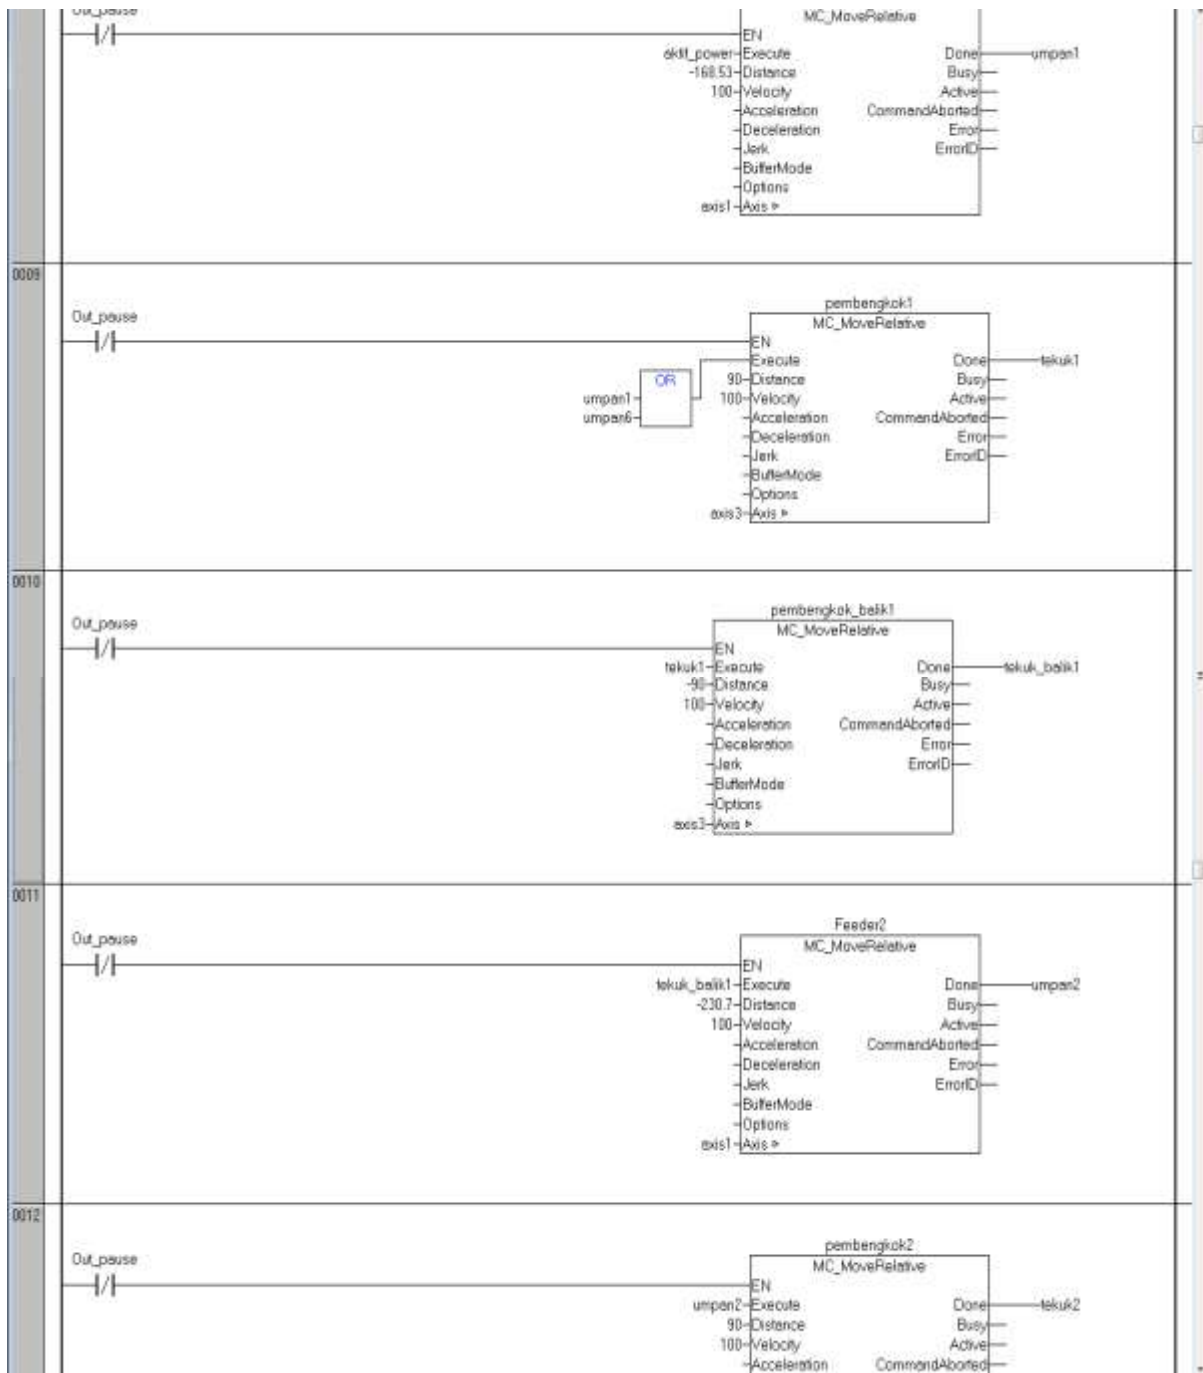 Out_pause
MC_MoveRelative
EN
aktif_power Execute Done umpan1
-168.53 Distance Busy
100 Velocity Active
Acceleration CommandAborted
Deceleration Error
Jerk ErrorID
BufferMode
Options
axis1 Axis
0009
pembengkok1
Out_pause
MC_MoveRelative
EN
Execute Done tekuk1
OR
90 Distance Busy
umpan1
100 Velocity Active
umpan6
Acceleration CommandAborted
Deceleration Error
Jerk ErrorID
BufferMode
Options
axis3 Axis
0010
pembengkok_balik1
Out_pause
MC_MoveRelative
EN
tekuk1 Execute Done tekuk_balik1
-90 Distance Busy
100 Velocity Active
Acceleration CommandAborted
Deceleration Error
Jerk ErrorID
BufferMode
Options
axis3 Axis
0011
Feeder2
Out_pause
MC_MoveRelative
EN
tekuk_balik1 Execute Done umpan2
-230.7 Distance Busy
100 Velocity Active
Acceleration CommandAborted
Deceleration Error
Jerk ErrorID
BufferMode
Options
axis1 Axis
0012
pembengkok2
Out_pause
MC_MoveRelative
EN
umpan2 Execute Done tekuk2
90 Distance Busy
100 Velocity Active
Acceleration CommandAborted